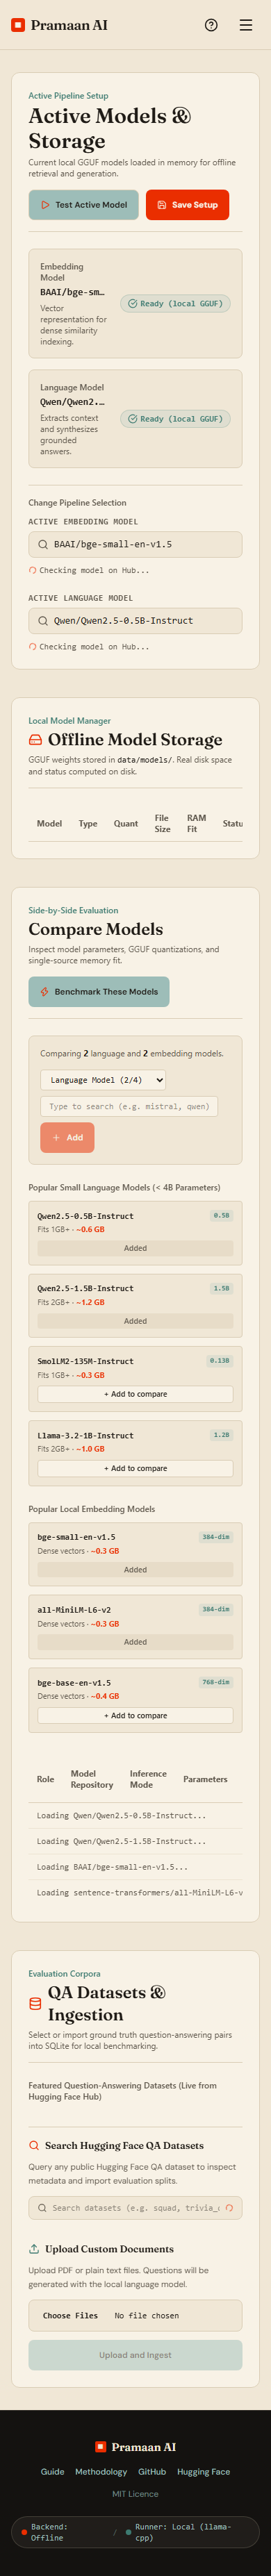 Pramaan AI
Active Pipeline Setup
Active Models &
Storage
Current local GGUF models loaded in memory for offline
retrieval and generation.
Test Active Model
Save Setup
Embedding
Model
BAAI/bge-sm…
Vector
representation for
dense similarity
indexing.
Ready (local GGUF)
Language Model
Qwen/Qwen2.…
Extracts context
and synthesizes
grounded
answers.
Ready (local GGUF)
Change Pipeline Selection
ACTIVE EMBEDDING MODEL
BAAI/bge-small-en-v1.5
Checking model on Hub...
ACTIVE LANGUAGE MODEL
Qwen/Qwen2.5-0.5B-Instruct
Checking model on Hub...
Local Model Manager
Offline Model Storage
GGUF weights stored in data/models/. Real disk space
and status computed on disk.
Model Type Quant File Size RAM Fit Statu
Side-by-Side Evaluation
Compare Models
Inspect model parameters, GGUF quantizations, and
single-source memory fit.
Benchmark These Models
Comparing 2 language and 2 embedding models.
Language Model (2/4)
Type to search (e.g. mistral, qwen)
+ Add
Popular Small Language Models (< 4B Parameters)
Qwen2.5-0.5B-Instruct 0.5B
Fits 1GB+ · ~0.6 GB
Added
Qwen2.5-1.5B-Instruct 1.5B
Fits 2GB+ · ~1.2 GB
Added
SmolLM2-135M-Instruct 0.13B
Fits 1GB+ · ~0.3 GB
+ Add to compare
Llama-3.2-1B-Instruct 1.2B
Fits 2GB+ · ~1.0 GB
+ Add to compare
Popular Local Embedding Models
bge-small-en-v1.5 384-dim
Dense vectors · ~0.3 GB
Added
all-MiniLM-L6-v2 384-dim
Dense vectors · ~0.3 GB
Added
bge-base-en-v1.5 768-dim
Dense vectors · ~0.4 GB
+ Add to compare
Role Model Repository Inference Mode Parameters
Loading Qwen/Qwen2.5-0.5B-Instruct...
Loading Qwen/Qwen2.5-1.5B-Instruct...
Loading BAAI/bge-small-en-v1.5...
Loading sentence-transformers/all-MiniLM-L6-v
Evaluation Corpora
QA Datasets &
Ingestion
Select or import ground truth question-answering pairs
into SQLite for local benchmarking.
Featured Question-Answering Datasets (Live from
Hugging Face Hub)
Search Hugging Face QA Datasets
Query any public Hugging Face QA dataset to inspect
metadata and import evaluation splits.
Search datasets (e.g. squad, trivia_q
Upload Custom Documents
Upload PDF or plain text files. Questions will be
generated with the local language model.
Choose Files No file chosen
Upload and Ingest
Pramaan AI
Guide Methodology GitHub Hugging Face
MIT Licence
Backend:
Offline
/
Runner: Local (llama-
cpp)